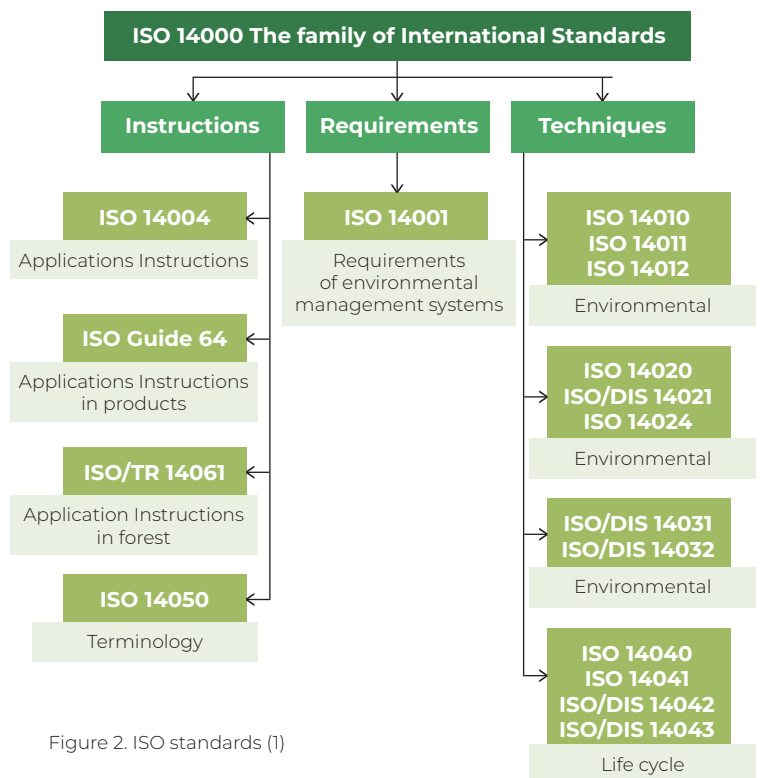 ISO 14000 The family of International Standards
Instructions
Requirements
Techniques
ISO 14004
Applications Instructions
ISO Guide 64
Applications Instructions
in products
ISO/TR 14061
Application Instructions
in forest
ISO 14050
Terminology
ISO 14001
Requirements
of environmental
management systems
ISO 14010
ISO 14011
ISO 14012
Environmental
ISO 14020
ISO/DIS 14021
ISO 14024
Environmental
ISO/DIS 14031
ISO/DIS 14032
Environmental
ISO 14040
ISO 14041
ISO/DIS 14042
ISO/DIS 14043
Life cycle
Figure 2. ISO standards (1)